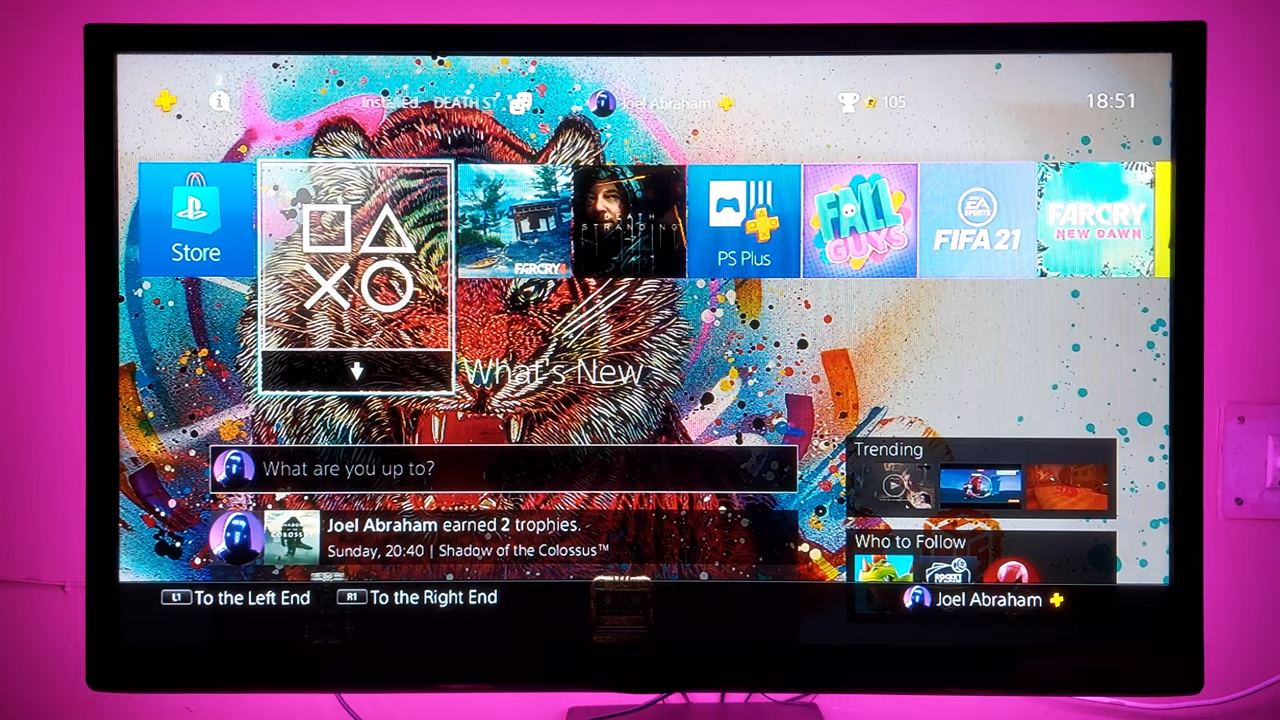 2
Installed DEATH ST
Joel Abraham
105
18:51
Store
FARCRY4
DEATH
STRANDING
PS Plus
FALL
GUYS
EA
SPORTS
FIFA 21
FARCRY
NEW DAWN
What's New
What are you up to?
Trending
Joel Abraham earned 2 trophies.
Sunday, 20:40 | Shadow of the Colossus™
Who to Follow
L1 To the Left End
R1 To the Right End
Joel Abraham